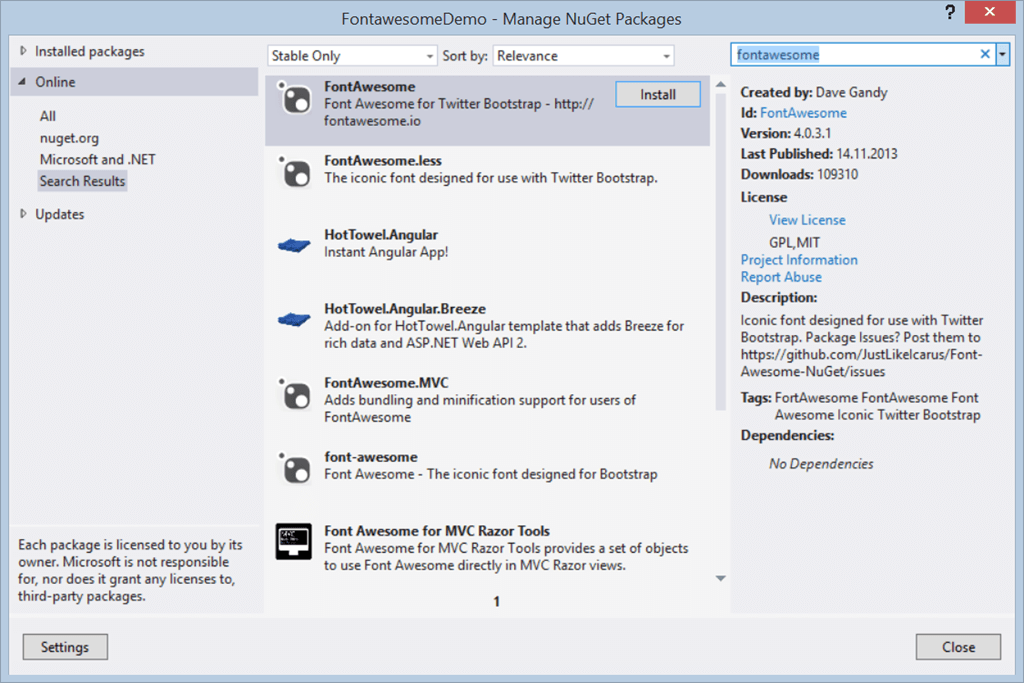 FontawesomeDemo - Manage NuGet Packages
?
Installed packages
Online
All
nuget.org
Microsoft and .NET
Search Results
Updates
Each package is licensed to you by its
owner. Microsoft is not responsible
for, nor does it grant any licenses to,
third-party packages.
Settings
Stable Only
Sort by:
Relevance
FontAwesome
Font Awesome for Twitter Bootstrap - http://
fontawesome.io
Install
FontAwesome.less
The iconic font designed for use with Twitter Bootstrap.
HotTowel.Angular
Instant Angular App!
HotTowel.Angular.Breeze
Add-on for HotTowel.Angular template that adds Breeze for
rich data and ASP.NET Web API 2.
FontAwesome.MVC
Adds bundling and minification support for users of
FontAwesome
font-awesome
Font Awesome - The iconic font designed for Bootstrap
Font Awesome for MVC Razor Tools
Font Awesome for MVC Razor Tools provides a set of objects
to use Font Awesome directly in MVC Razor views.
1
fontawesome
Created by: Dave Gandy
Id: FontAwesome
Version: 4.0.3.1
Last Published: 14.11.2013
Downloads: 109310
License
View License
GPL,MIT
Project Information
Report Abuse
Description:
Iconic font designed for use with Twitter
Bootstrap. Package Issues? Post them to
https://github.com/JustLikeIcarus/Font-
Awesome-NuGet/issues
Tags: FortAwesome FontAwesome Font
Awesome Iconic Twitter Bootstrap
Dependencies:
No Dependencies
Close